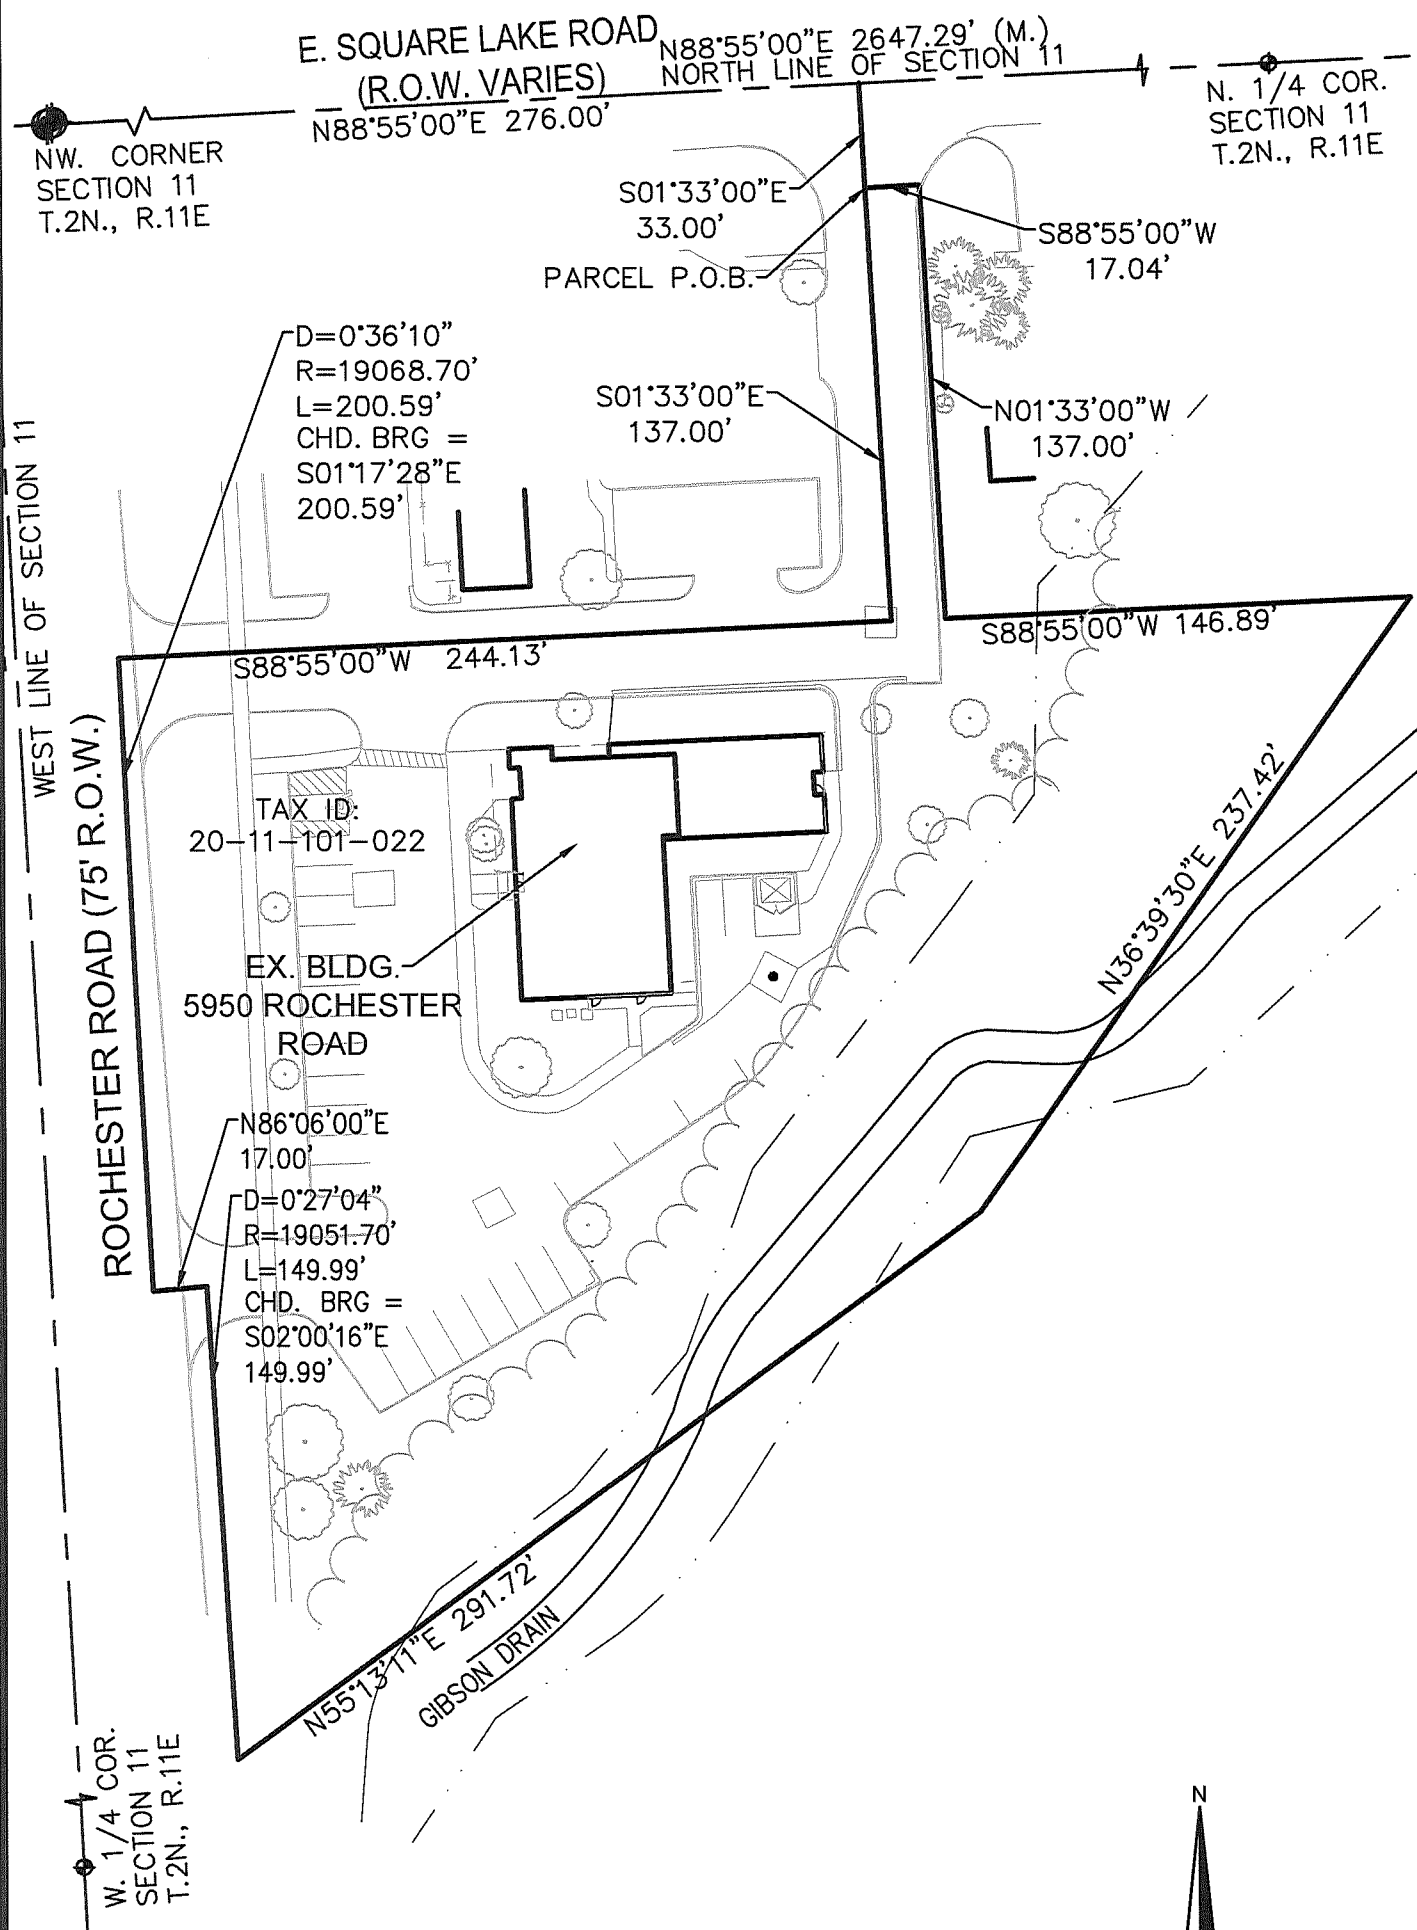 E. SQUARE LAKE ROAD
(R.O.W. VARIES)
N88°55'00"E 2647.29' (M.)
NORTH LINE OF SECTION 11
N88°55'00"E 276.00'
NW. CORNER
SECTION 11
T.2N., R.11E
N. 1/4 COR.
SECTION 11
T.2N., R.11E
S01°33'00"E
33.00'
S88°55'00"W
17.04'
PARCEL P.O.B.
D=0°36'10"
R=19068.70'
L=200.59'
CHD. BRG =
S01°17'28"E
200.59'
S01°33'00"E
137.00'
N01°33'00"W
137.00'
WEST LINE OF SECTION 11
S88°55'00"W 244.13'
S88°55'00"W 146.89'
ROCHESTER ROAD (75' R.O.W.)
TAX ID:
20-11-101-022
N36°39'30"E 237.42'
EX. BLDG.
5950 ROCHESTER
ROAD
N86°06'00"E
17.00'
D=0°27'04"
R=19051.70'
L=149.99'
CHD. BRG =
S02°00'16"E
149.99'
N55°13'11"E 291.72'
GIBSON DRAIN
W. 1/4 COR.
SECTION 11
T.2N., R.11E
N